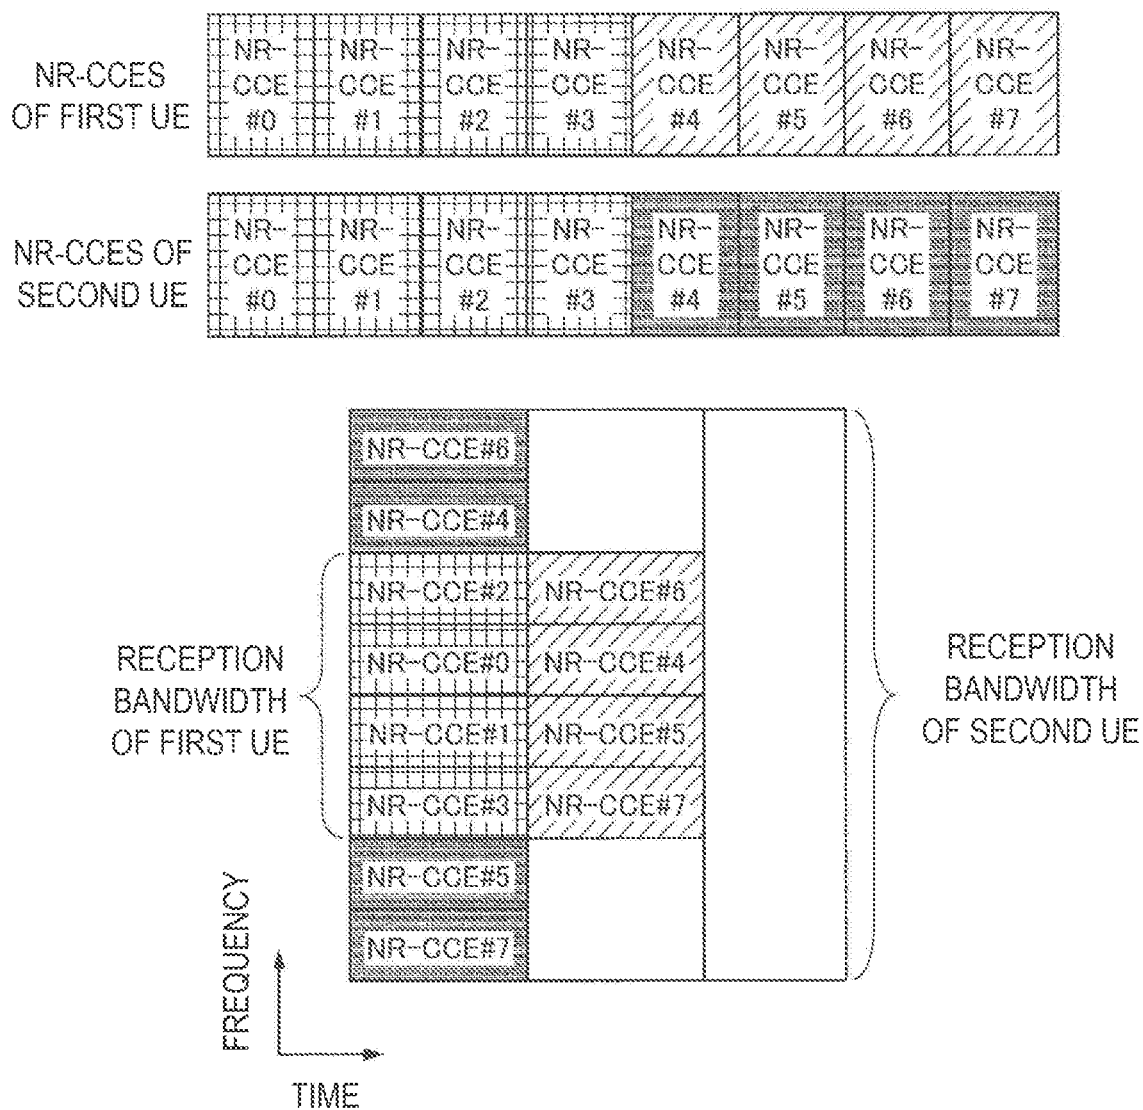 NR-CCES
OF FIRST UE
NR-
CCE
#0
NR-
CCE
#1
NR-
CCE
#2
NR-
CCE
#3
NR-
CCE
#4
NR-
CCE
#5
NR-
CCE
#6
NR-
CCE
#7
NR-CCES OF
SECOND UE
NR-
CCE
#0
NR-
CCE
#1
NR-
CCE
#2
NR-
CCE
#3
NR-
CCE
#4
NR-
CCE
#5
NR-
CCE
#6
NR-
CCE
#7
NR-CCE#6
NR-CCE#4
NR-CCE#2
NR-CCE#6
NR-CCE#0
NR-CCE#4
NR-CCE#1
NR-CCE#5
NR-CCE#3
NR-CCE#7
NR-CCE#5
NR-CCE#7
RECEPTION
BANDWIDTH
OF FIRST UE
RECEPTION
BANDWIDTH
OF SECOND UE
FREQUENCY
TIME